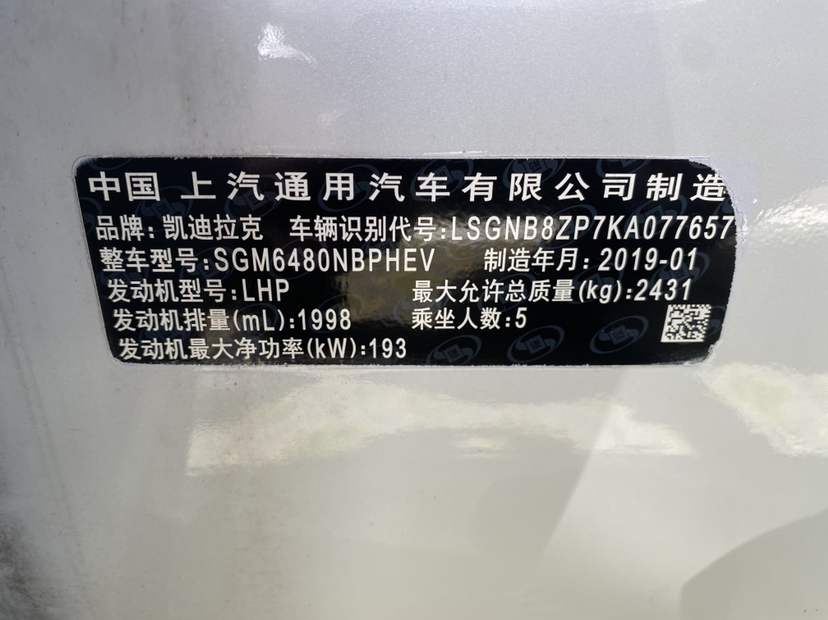 中国 上汽通用汽车有限公司制造
品牌:凯迪拉克 车辆识别代号:LSGNB8ZP7KA077657
整车型号:SGM6480NBPHEV 制造年月:2019-01
发动机型号:LHP 最大允许总质量(kg):2431
发动机排量(mL):1998 乘坐人数:5
发动机最大净功率(kW):193